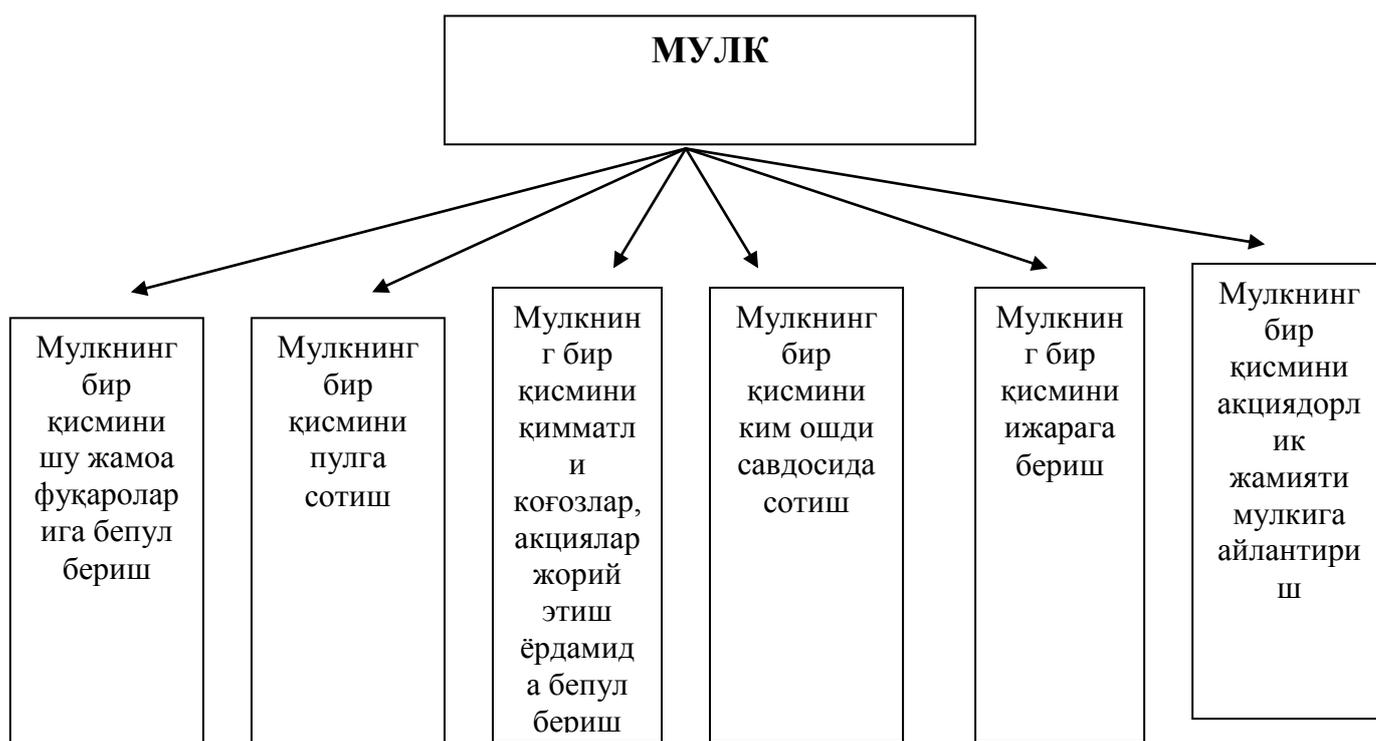 МУЛК
Мулкнинг
бир
қисмини
шу жамоа
фуқаролар
ига бепул
бериш
Мулкнинг
бир
қисмини
пулга
сотиш
Мулкнин
г бир
қисмини
қимматл
и
коғозлар,
акциялар
жорий
этиш
ёрдамид
а бепул
бериш
Мулкнинг
бир
қисмини
ким ошди
савдосида
сотиш
Мулкнин
г бир
қисмини
ижарага
бериш
Мулкнинг
бир
қисмини
акциядорл
ик
жамияти
мулкига
айлантири
ш